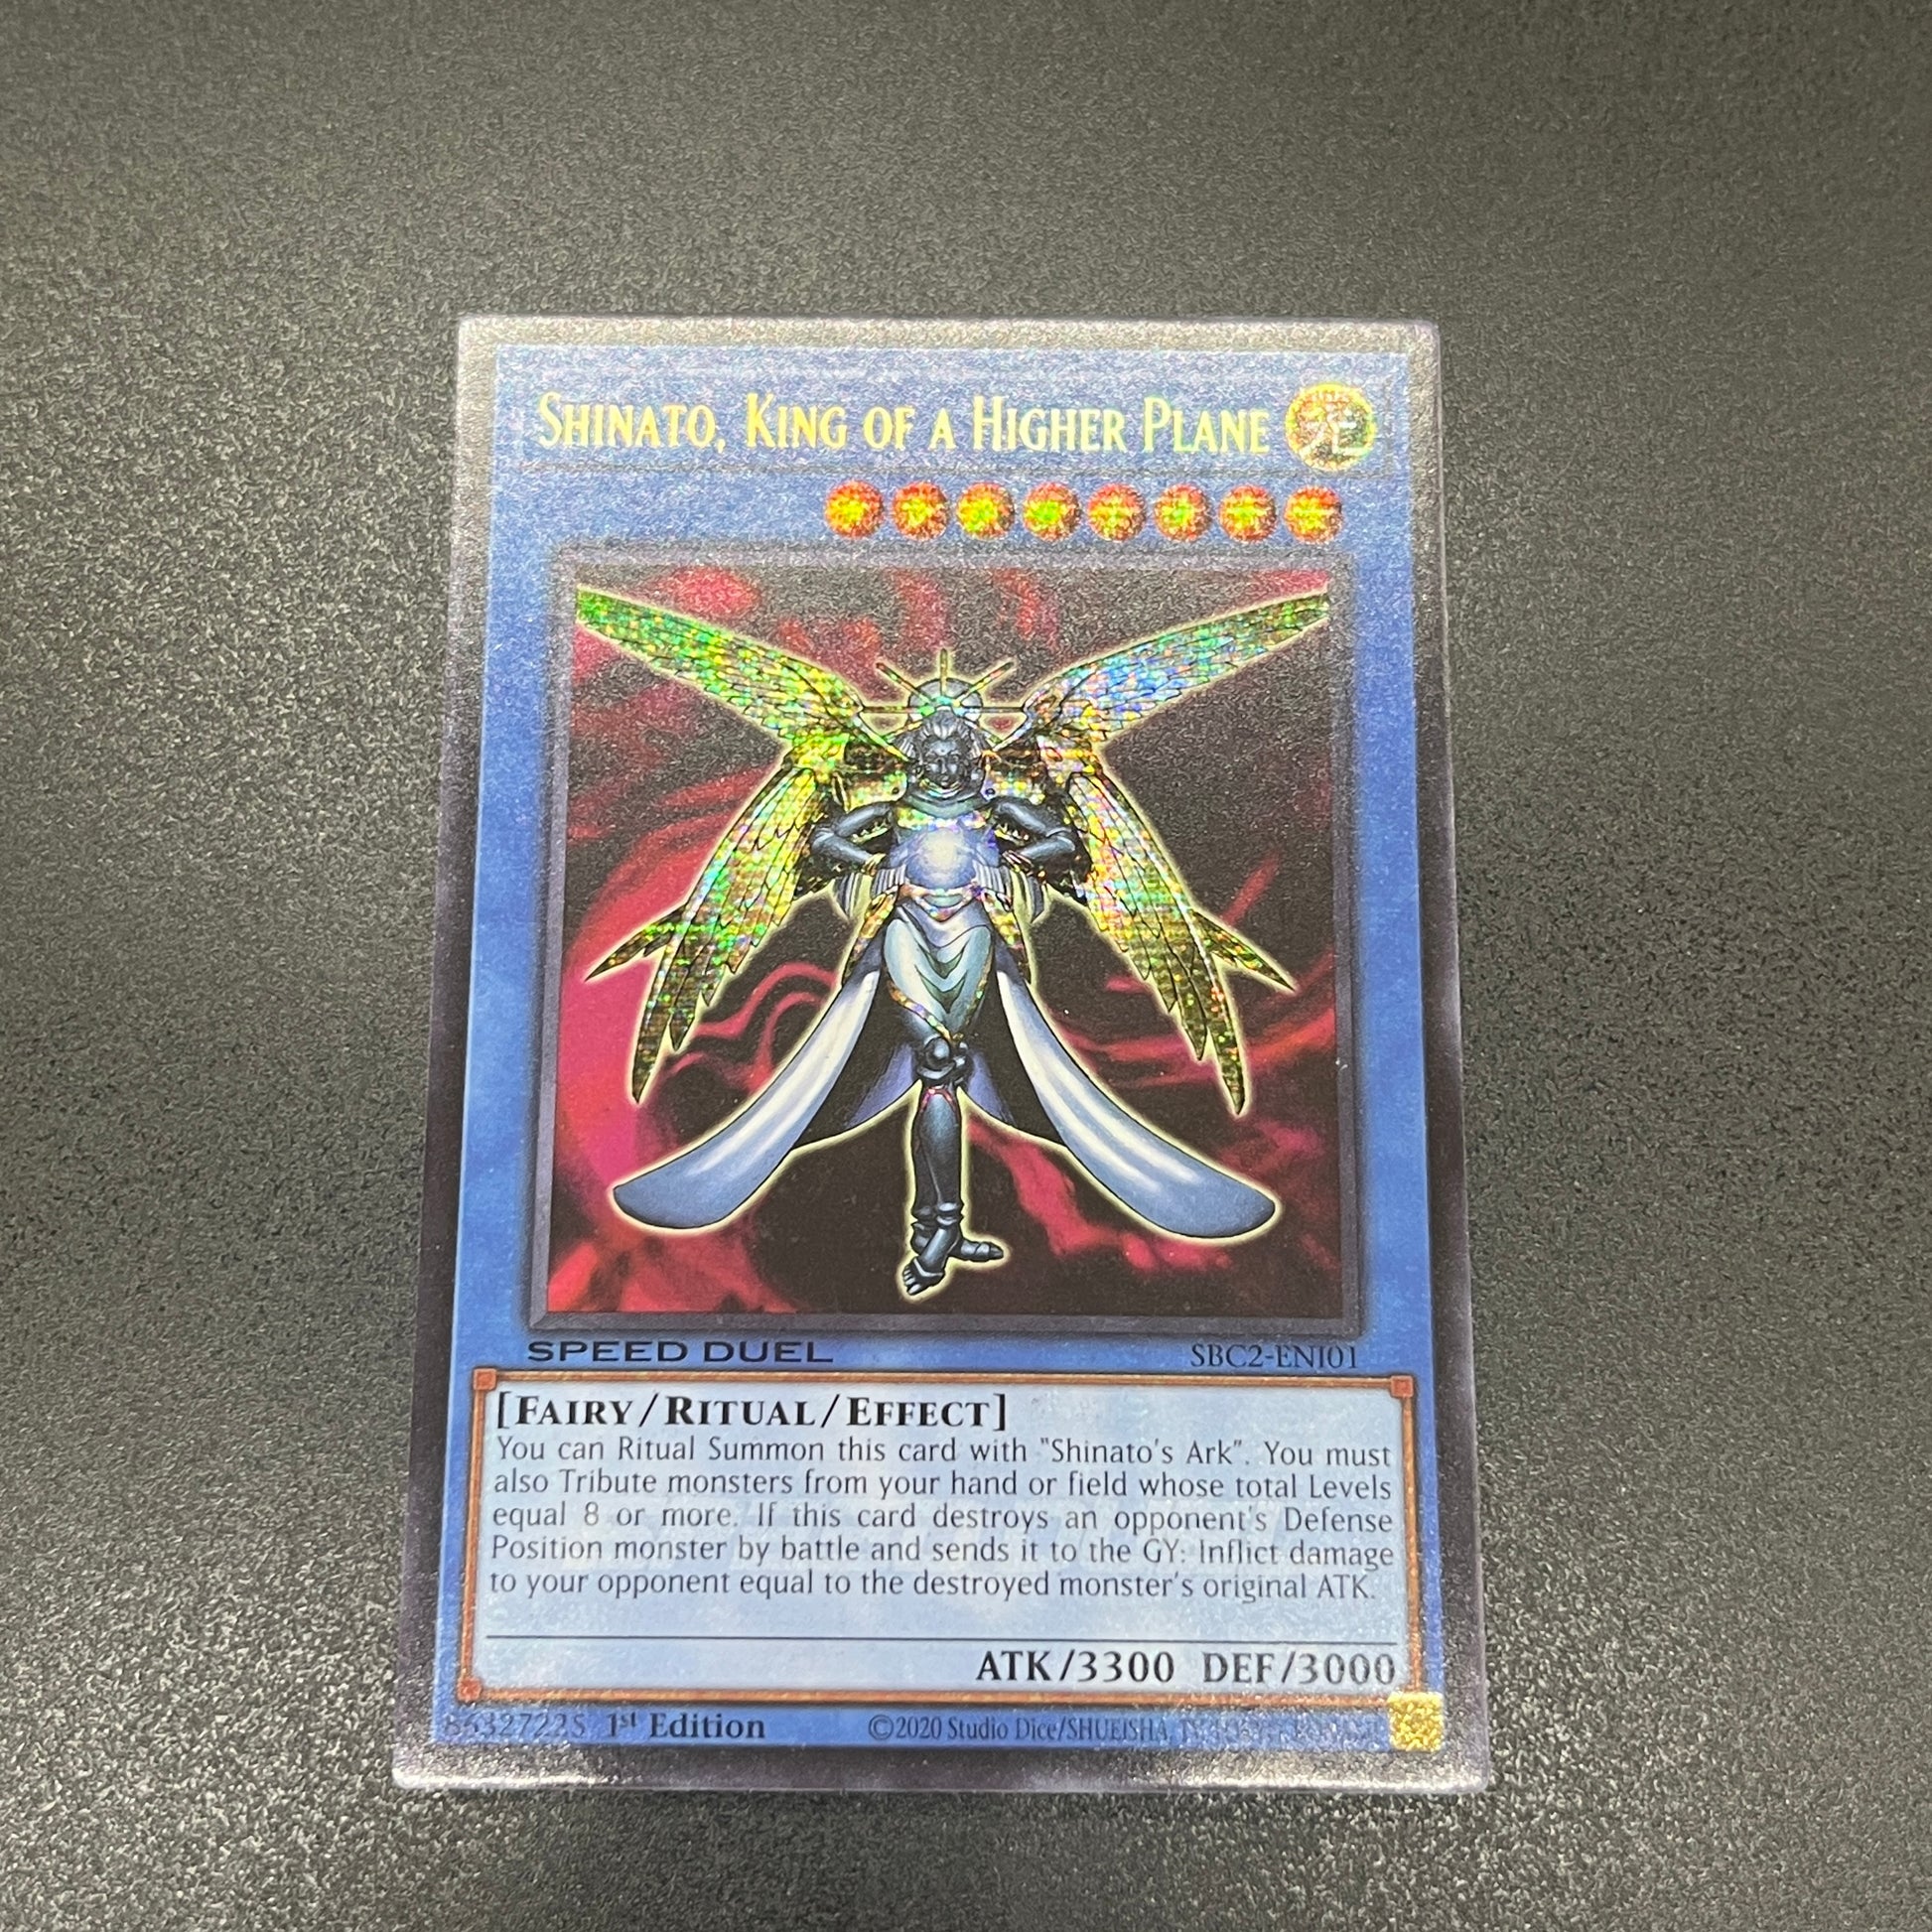 SHINATO, KING OF A HIGHER PLANE 光
SPEED DUEL SBC2-ENI01
[FAIRY/RITUAL/EFFECT]
You can Ritual Summon this card with "Shinato's Ark". You must
also Tribute monsters from your hand or field whose total Levels
equal 8 or more. If this card destroys an opponent's Defense
Position monster by battle and sends it to the GY: Inflict damage
to your opponent equal to the destroyed monster's original ATK.
ATK/3300 DEF/3000
86327225 1st Edition ©2020 Studio Dice/SHUEISHA,